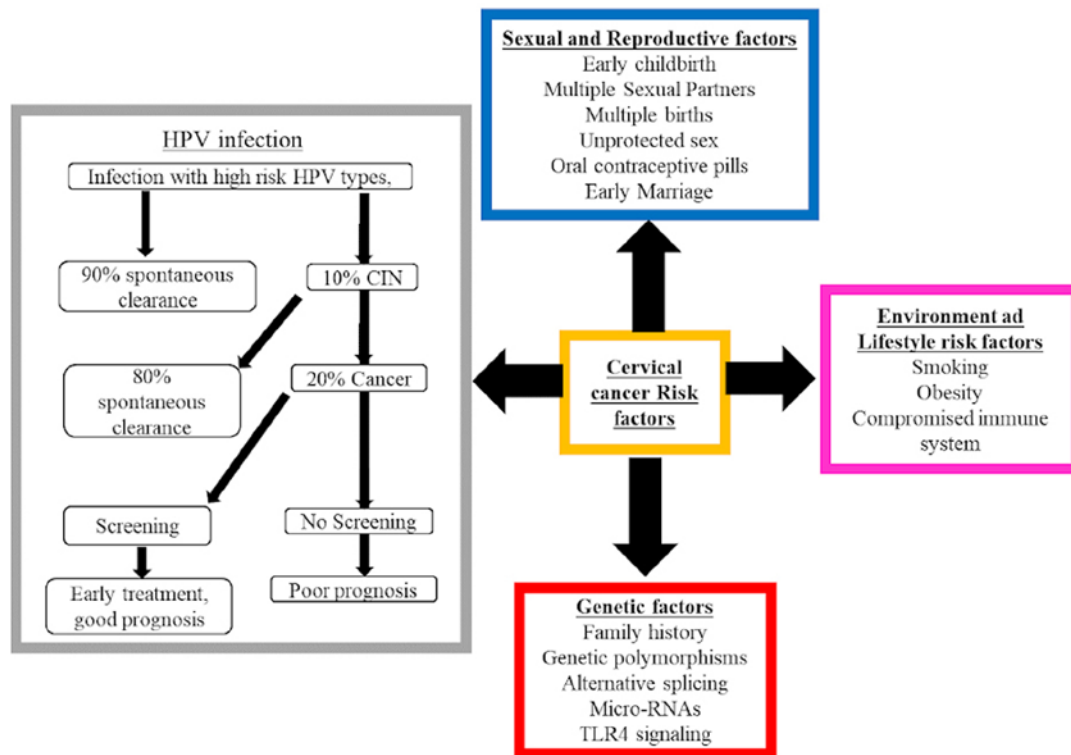 Sexual and Reproductive factors
Early childbirth
Multiple Sexual Partners
Multiple births
Unprotected sex
Oral contraceptive pills
Early Marriage
HPV infection
Infection with high risk HPV types,
90% spontaneous
clearance
10% CIN
80%
spontaneous
clearance
20% Cancer
Screening
No Screening
Early treatment,
good prognosis
Poor prognosis
Cervical
cancer Risk
factors
Environment ad
Lifestyle risk factors
Smoking
Obesity
Compromised immune
system
Genetic factors
Family history
Genetic polymorphisms
Alternative splicing
Micro-RNAs
TLR4 signaling